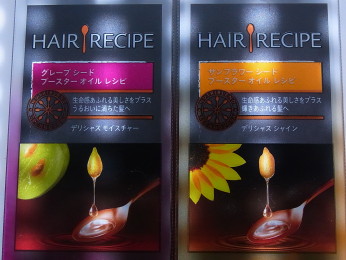 HAIR RECIPE
グレープ シード
ブースター オイル レシピ
生命感あふれる美しさをプラス
うるおいに満ちた髪へ
デリシャス モイスチャー
HAIR RECIPE
サンフラワー シード
ブースター オイル レシピ
生命感あふれる美しさをプラス
輝きあふれる髪へ
デリシャス シャイン